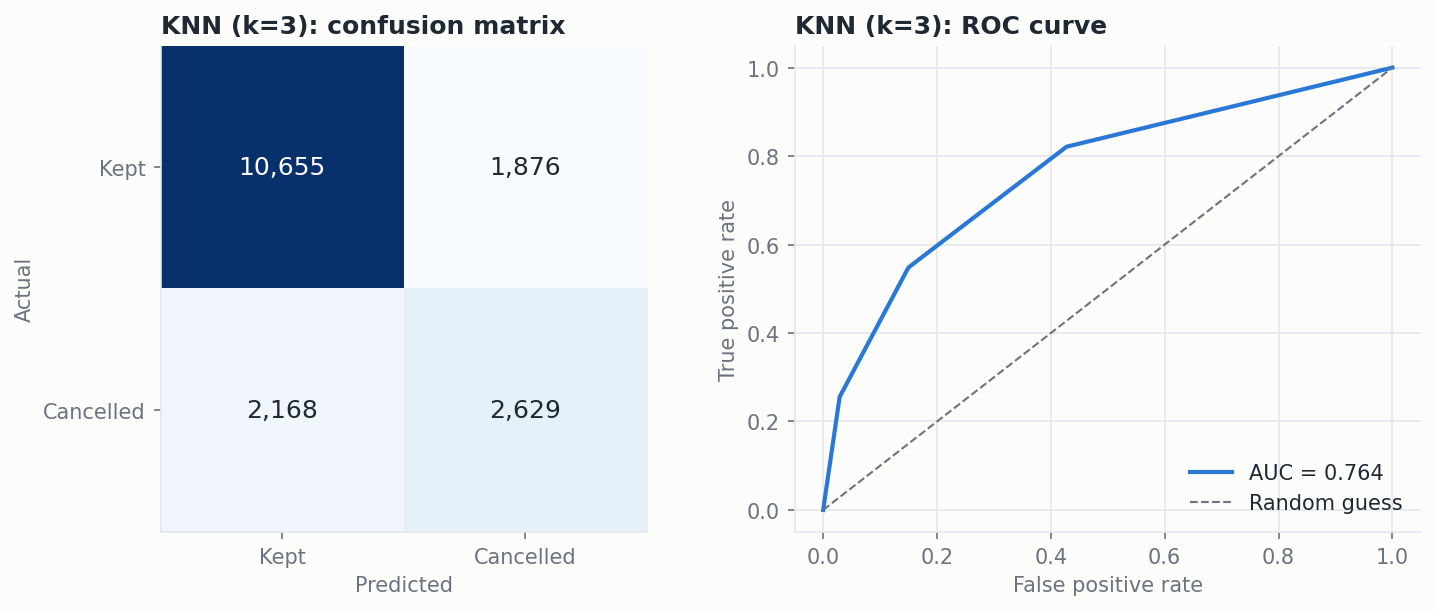 KNN (k=3): confusion matrix
Actual
Kept
10,655
1,876
Cancelled
2,168
2,629
Kept
Cancelled
Predicted
KNN (k=3): ROC curve
True positive rate
1.0
0.8
0.6
0.4
0.2
0.0
AUC = 0.764
Random guess
0.0
0.2
0.4
0.6
0.8
1.0
False positive rate